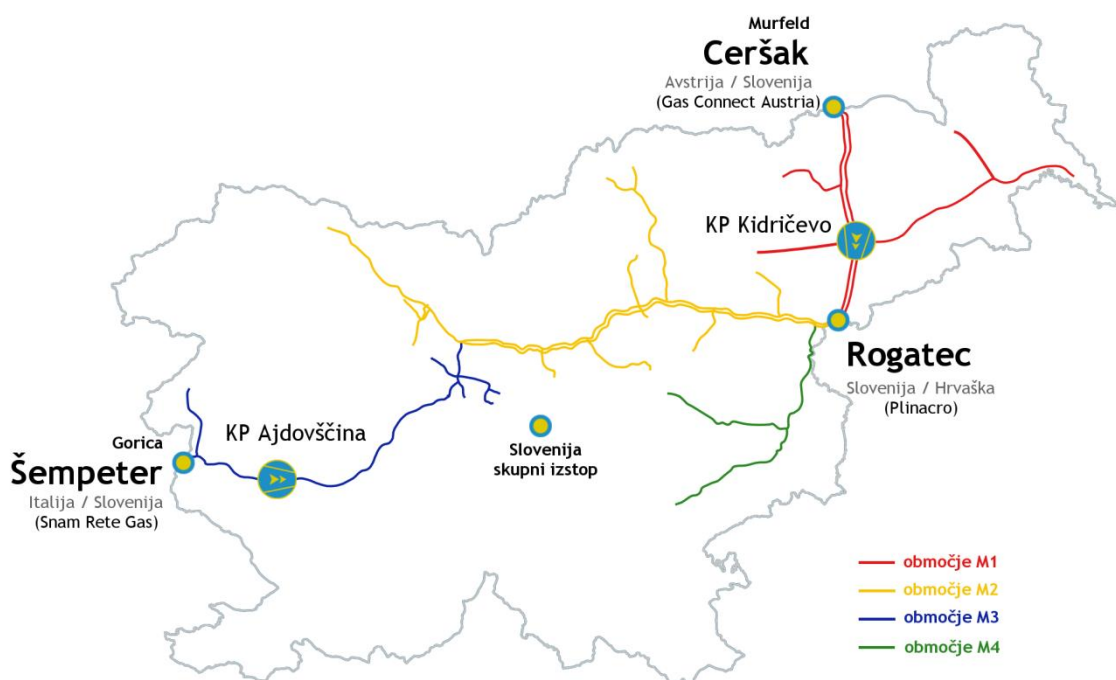 Murfeld
Ceršak
Avstrija / Slovenija
(Gas Connect Austria)
KP Kidričevo
Rogatec
Slovenija / Hrvaška
(Plinacro)
KP Ajdovščina
Gorica
Šempeter
Italija / Slovenija
(Snam Rete Gas)
Slovenija
skupni izstop
območje M1
območje M2
območje M3
območje M4